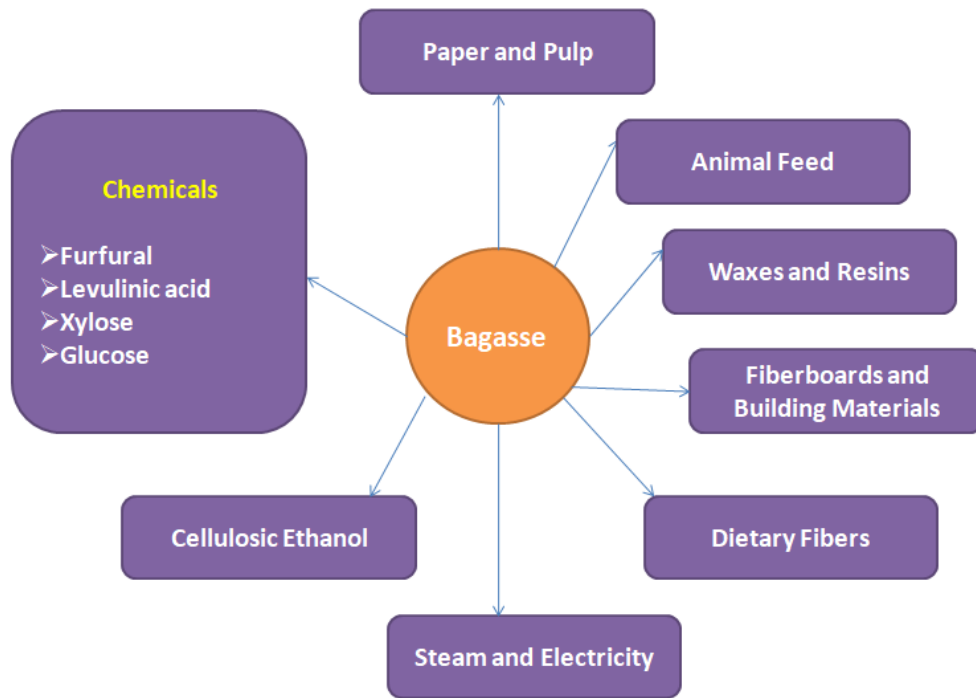 Paper and Pulp
Animal Feed
Chemicals
➢Furfural
➢Levulinic acid
➢Xylose
➢Glucose
Waxes and Resins
Bagasse
Fiberboards and
Building Materials
Cellulosic Ethanol
Dietary Fibers
Steam and Electricity